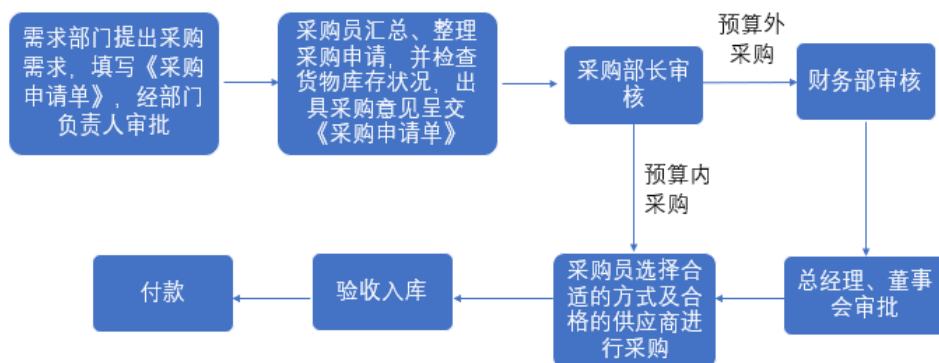 需求部门提出采购
需求，填写《采购
申请单》，经部门
负责人审批
采购员汇总、整理
采购申请，并检查
货物库存状况，出
具采购意见呈交
《采购申请单》
采购部长审
核
预算外
采购
财务部审核
预算内
采购
总经理、董事
会审批
采购员选择合
适的方式及合
格的供应商进
行采购
验收入库
付款